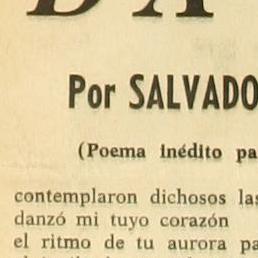 Por SALVADO
(Poema inédito pa
contemplaron dichosos las
danzó mi tuyo corazón
el ritmo de tu aurora pa